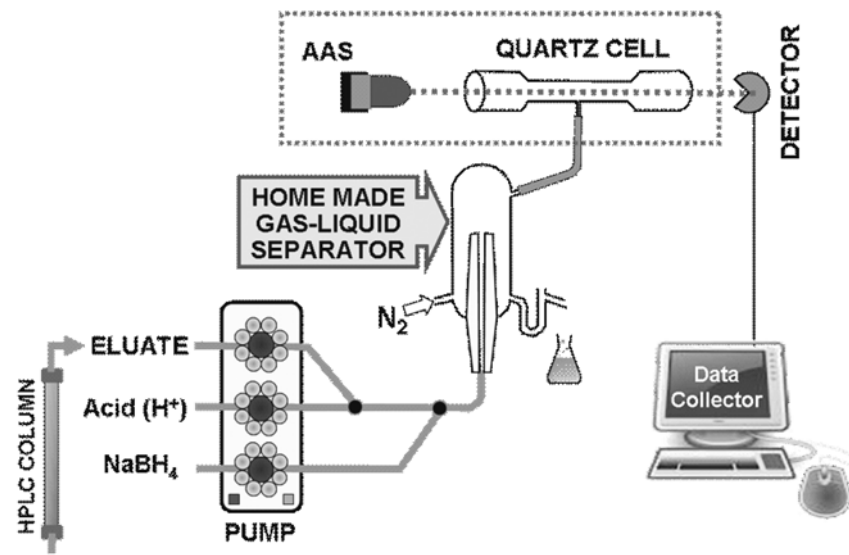 AAS
QUARTZ CELL
DETECTOR
HOME MADE
GAS-LIQUID
SEPARATOR
N₂
ELUATE
Acid (H⁺)
NaBH₄
HPLC COLUMN
PUMP
Data
Collector